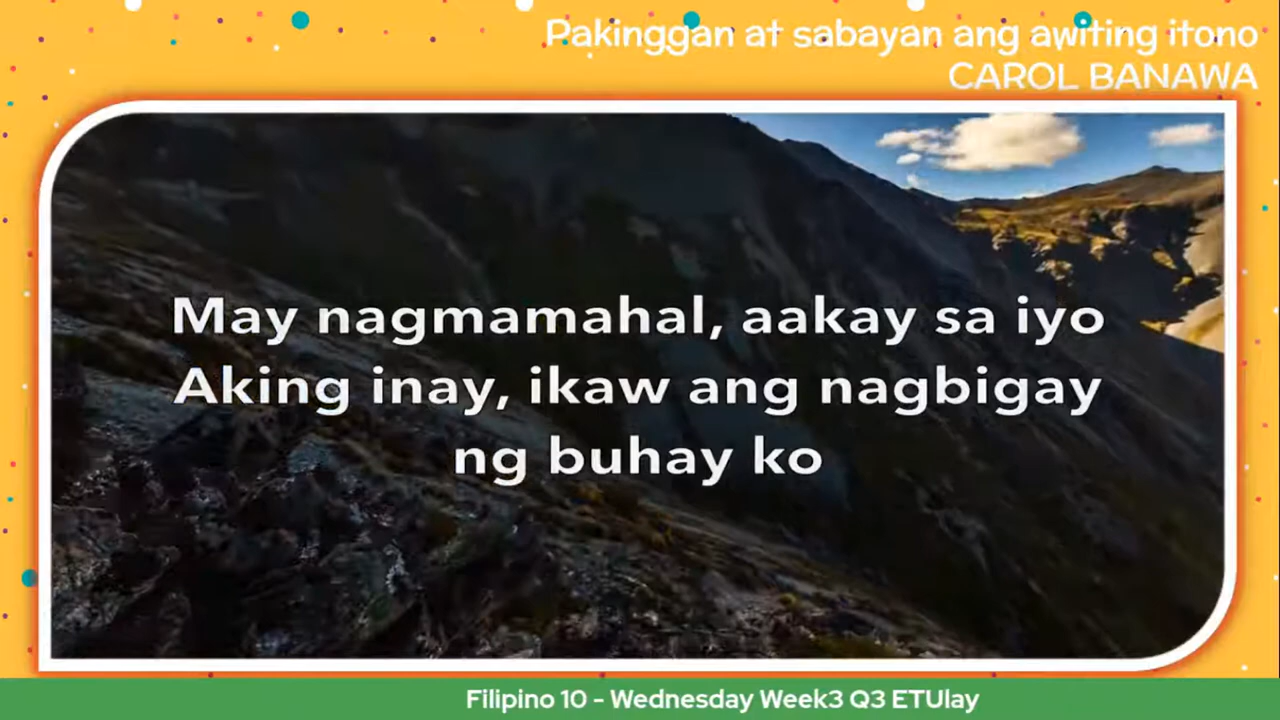 Pakinggan at sabayan ang awiting itono
CAROL BANAWA
May nagmamahal, aakay sa iyo
Aking inay, ikaw ang nagbigay
ng buhay ko
Filipino 10 - Wednesday Week3 Q3 ETUlay